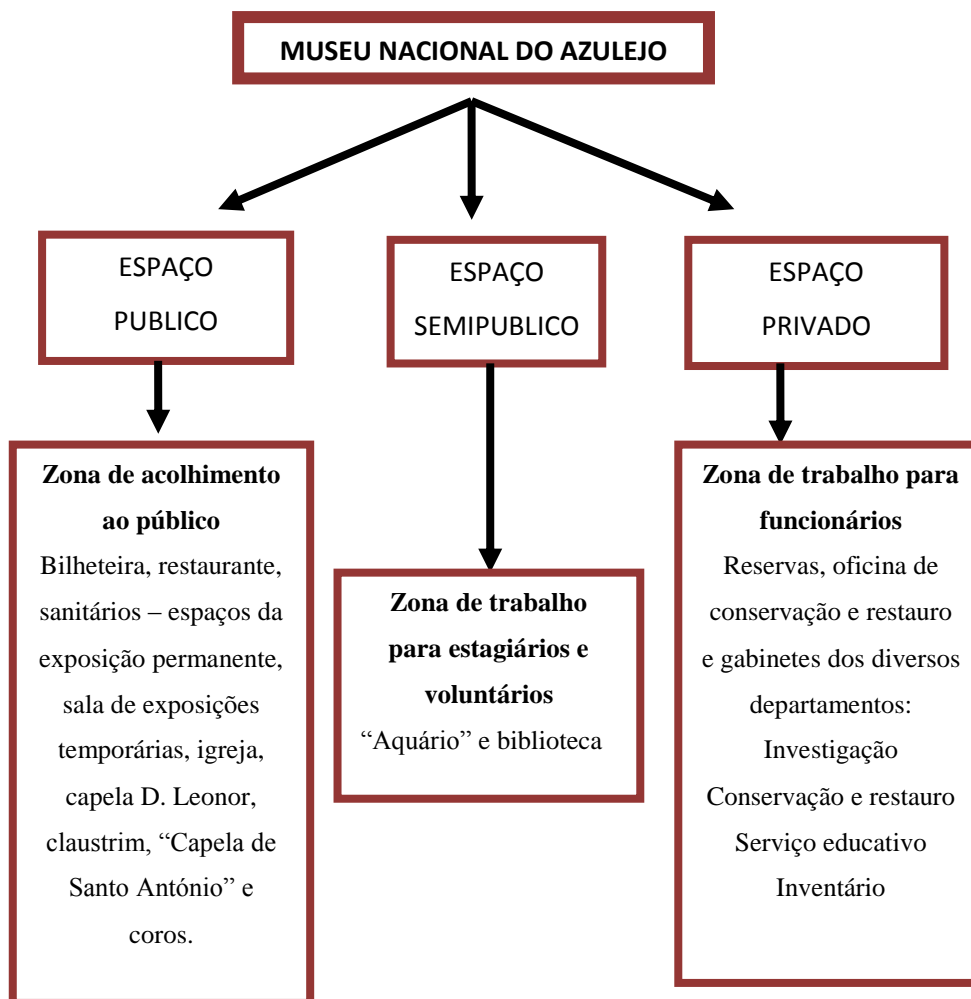 MUSEU NACIONAL DO AZULEJO
ESPAÇO
PUBLICO
ESPAÇO
SEMIPUBLICO
ESPAÇO
PRIVADO
Zona de acolhimento
ao público
Bilheteira, restaurante,
sanitários – espaços da
exposição permanente,
sala de exposições
temporárias, igreja,
capela D. Leonor,
claustrim, “Capela de
Santo António” e
coros.
Zona de trabalho
para estagiários e
voluntários
“Aquário” e biblioteca
Zona de trabalho para
funcionários
Reservas, oficina de
conservação e restauro
e gabinetes dos diversos
departamentos:
Investigação
Conservação e restauro
Serviço educativo
Inventário